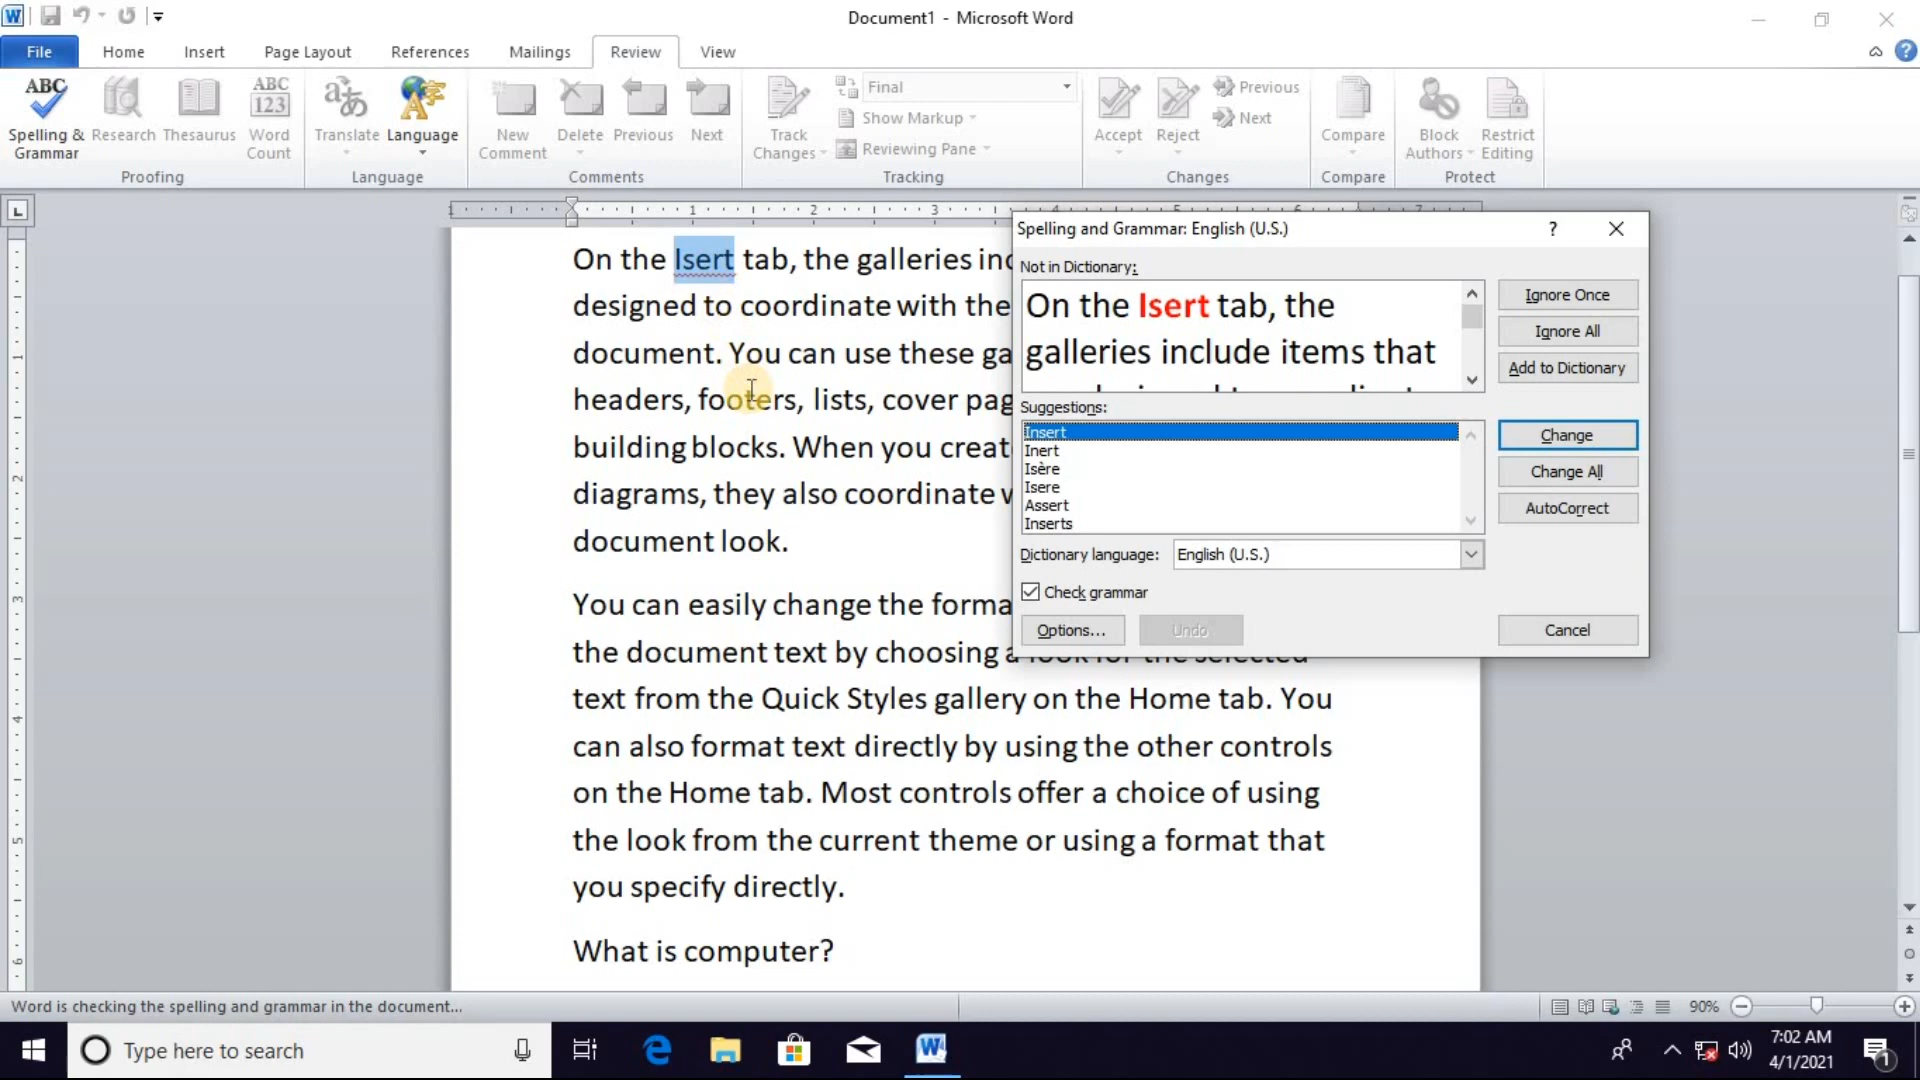 Document1 - Microsoft Word
File Home Insert Page Layout References Mailings Review View
ABC Spelling & Grammar
Research
Thesaurus
ABC 123 Word Count
Translate
Language
New Comment
Delete
Previous
Next
Track Changes
Final
Show Markup
Reviewing Pane
Accept
Reject
Previous
Next
Compare
Block Authors
Restrict Editing
Proofing Language Comments Tracking Changes Compare Protect
On the Isert tab, the galleries inc
designed to coordinate with the
document. You can use these ga
headers, footers, lists, cover pag
building blocks. When you creat
diagrams, they also coordinate w
document look.
You can easily change the forma
the document text by choosing a look for the selected
text from the Quick Styles gallery on the Home tab. You
can also format text directly by using the other controls
on the Home tab. Most controls offer a choice of using
the look from the current theme or using a format that
you specify directly.
What is computer?
Spelling and Grammar: English (U.S.)
Not in Dictionary:
On the Isert tab, the
galleries include items that
Ignore Once
Ignore All
Add to Dictionary
Suggestions:
Insert
Inert
Isère
Isere
Assert
Inserts
Change
Change All
AutoCorrect
Dictionary language: English (U.S.)
Check grammar
Options... Undo Cancel
Word is checking the spelling and grammar in the document...
90%
Type here to search
7:02 AM
4/1/2021
1